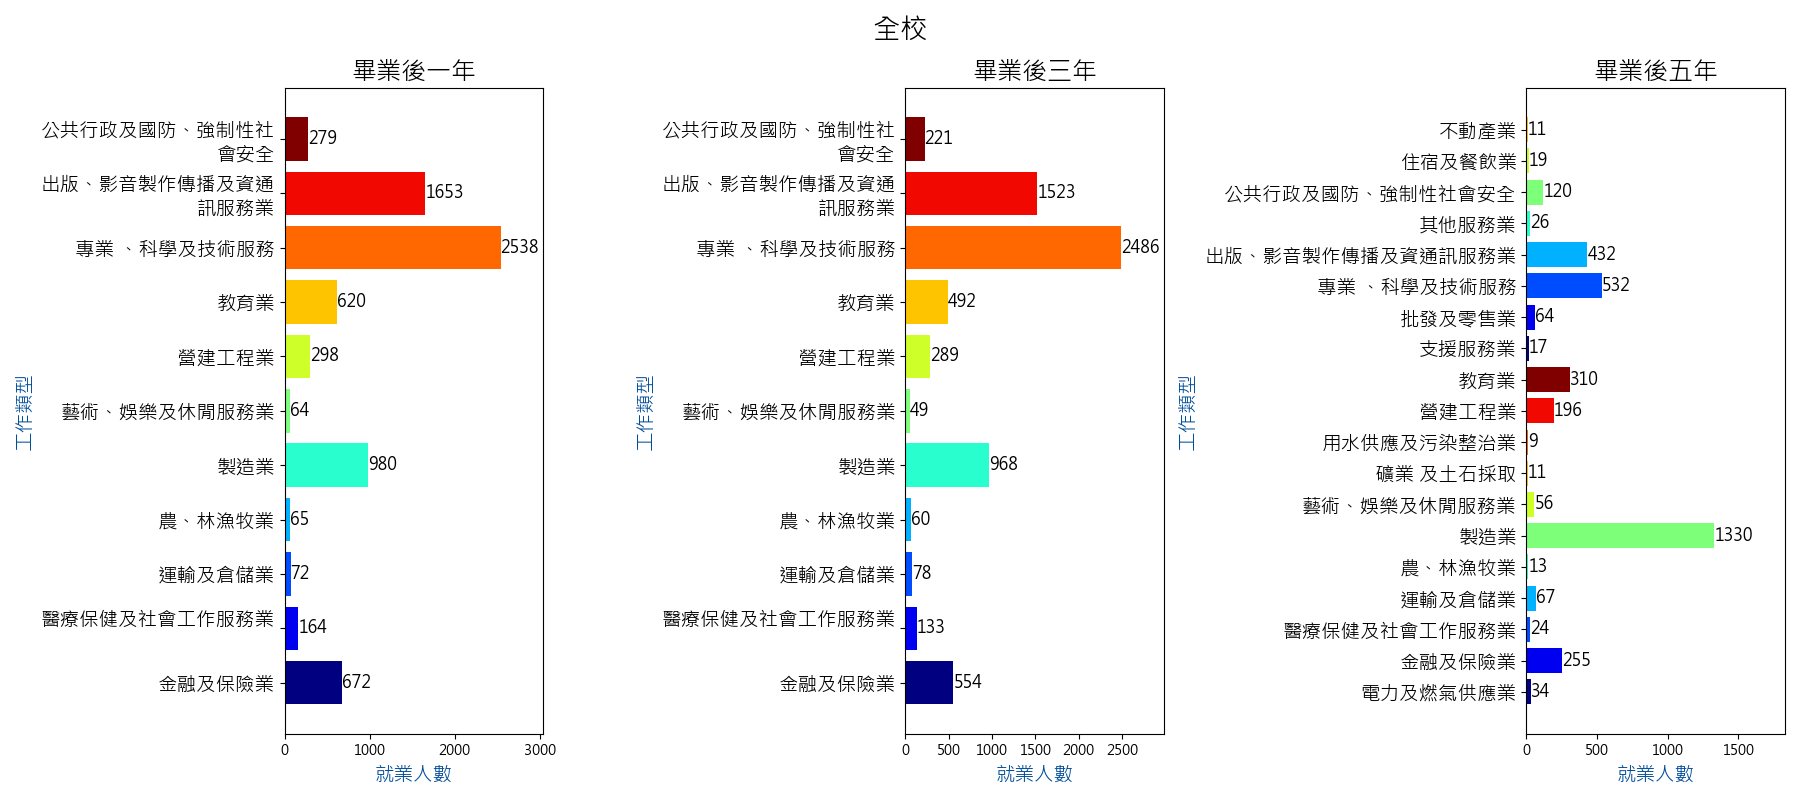 全校
畢業後一年
工作類型
公共行政及國防、強制性社
會安全
279
出版、影音製作傳播及資通
訊服務業
1653
專業 、科學及技術服務
2538
教育業
620
營建工程業
298
藝術、娛樂及休閒服務業
64
製造業
980
農、林漁牧業
65
運輸及倉儲業
72
醫療保健及社會工作服務業
164
金融及保險業
672
0 1000 2000 3000
就業人數
畢業後三年
工作類型
公共行政及國防、強制性社
會安全
221
出版、影音製作傳播及資通
訊服務業
1523
專業 、科學及技術服務
2486
教育業
492
營建工程業
289
藝術、娛樂及休閒服務業
49
製造業
968
農、林漁牧業
60
運輸及倉儲業
78
醫療保健及社會工作服務業
133
金融及保險業
554
0 500 1000 1500 2000 2500
就業人數
畢業後五年
工作類型
不動產業
11
住宿及餐飲業
19
公共行政及國防、強制性社會安全
120
其他服務業
26
出版、影音製作傳播及資通訊服務業
432
專業 、科學及技術服務
532
批發及零售業
64
支援服務業
17
教育業
310
營建工程業
196
用水供應及污染整治業
9
礦業 及土石採取
11
藝術、娛樂及休閒服務業
56
製造業
1330
農、林漁牧業
13
運輸及倉儲業
67
醫療保健及社會工作服務業
24
金融及保險業
255
電力及燃氣供應業
34
0 500 1000 1500
就業人數